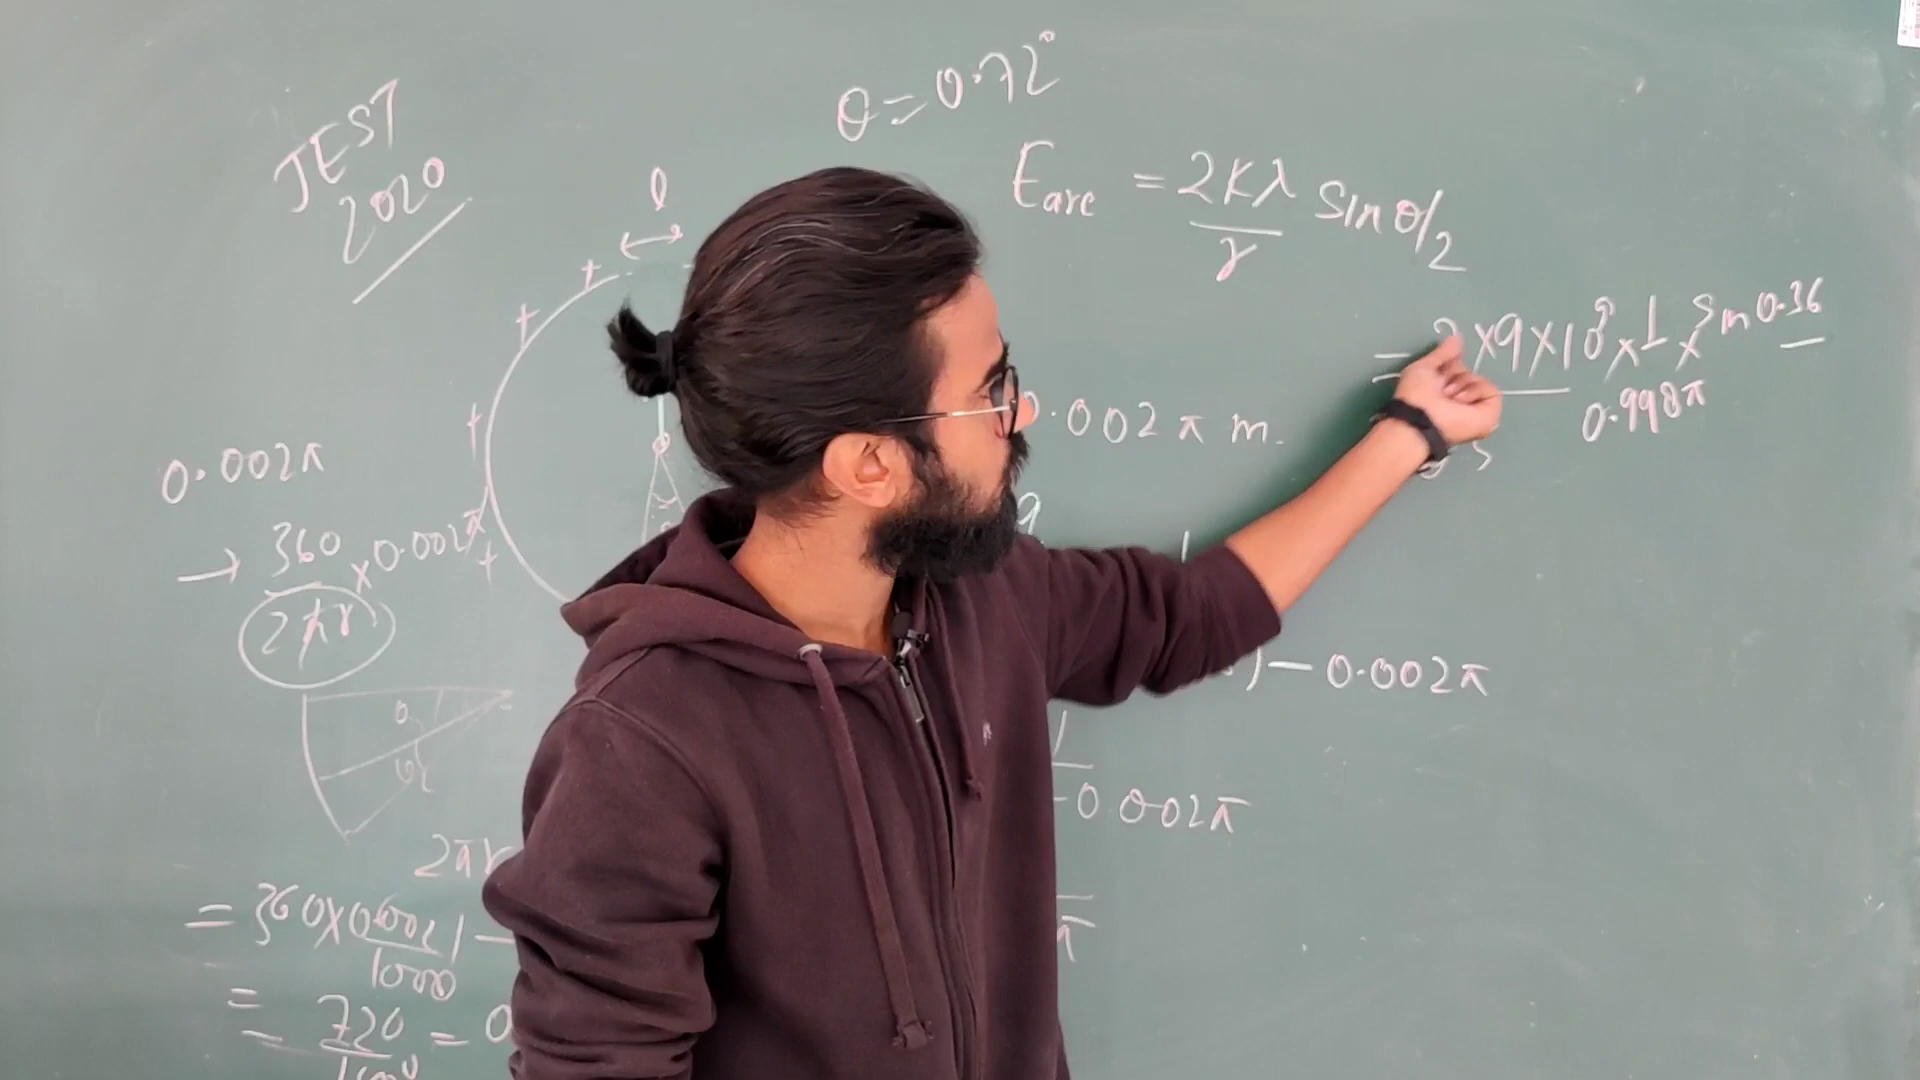 JEST
2020
θ = 0.72°
l
E_arc = 2Kλ/r sin θ/2
= 2 × 9 × 10⁹ × 1 × sin 0.36
0.998π
0.002π m.
0.002π
→ 360/2πr × 0.002π
) - 0.002π
1
- 0.002π
2πr
= 360 × 0.002
1000
= 720 = 0
π